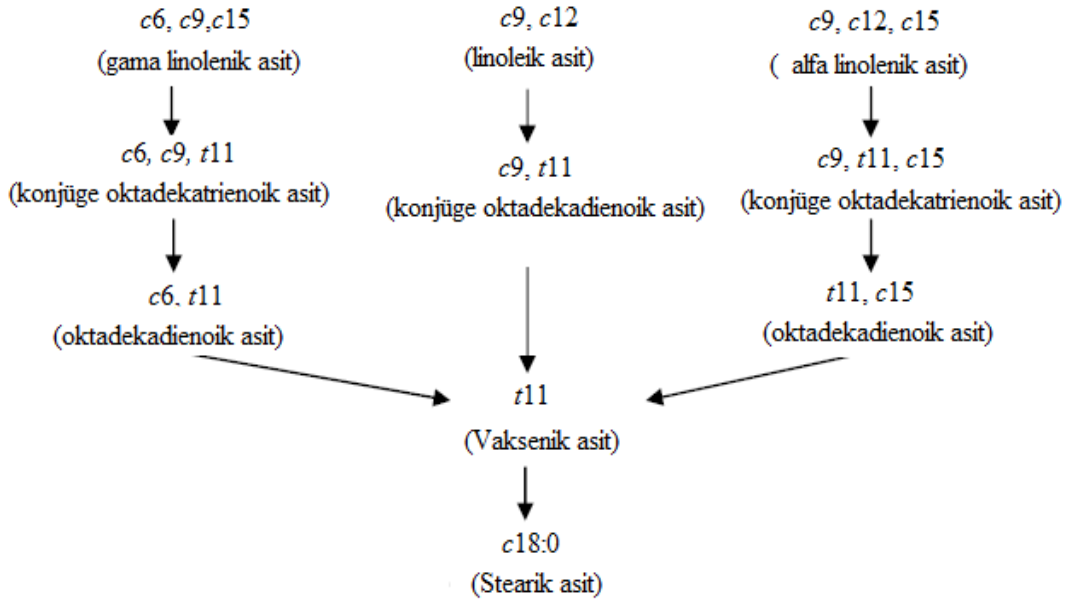 c6, c9,c15
(gama linolenik asit)
c9, c12
(linoleik asit)
c9, c12, c15
( alfa linolenik asit)
c6, c9, t11
(konjüge oktadekatrienoik asit)
c9, t11
(konjüge oktadekadienoik asit)
c9, t11, c15
(konjüge oktadekatrienoik asit)
c6, t11
(oktadekadienoik asit)
t11, c15
(oktadekadienoik asit)
t11
(Vaksenik asit)
c18:0
(Stearik asit)